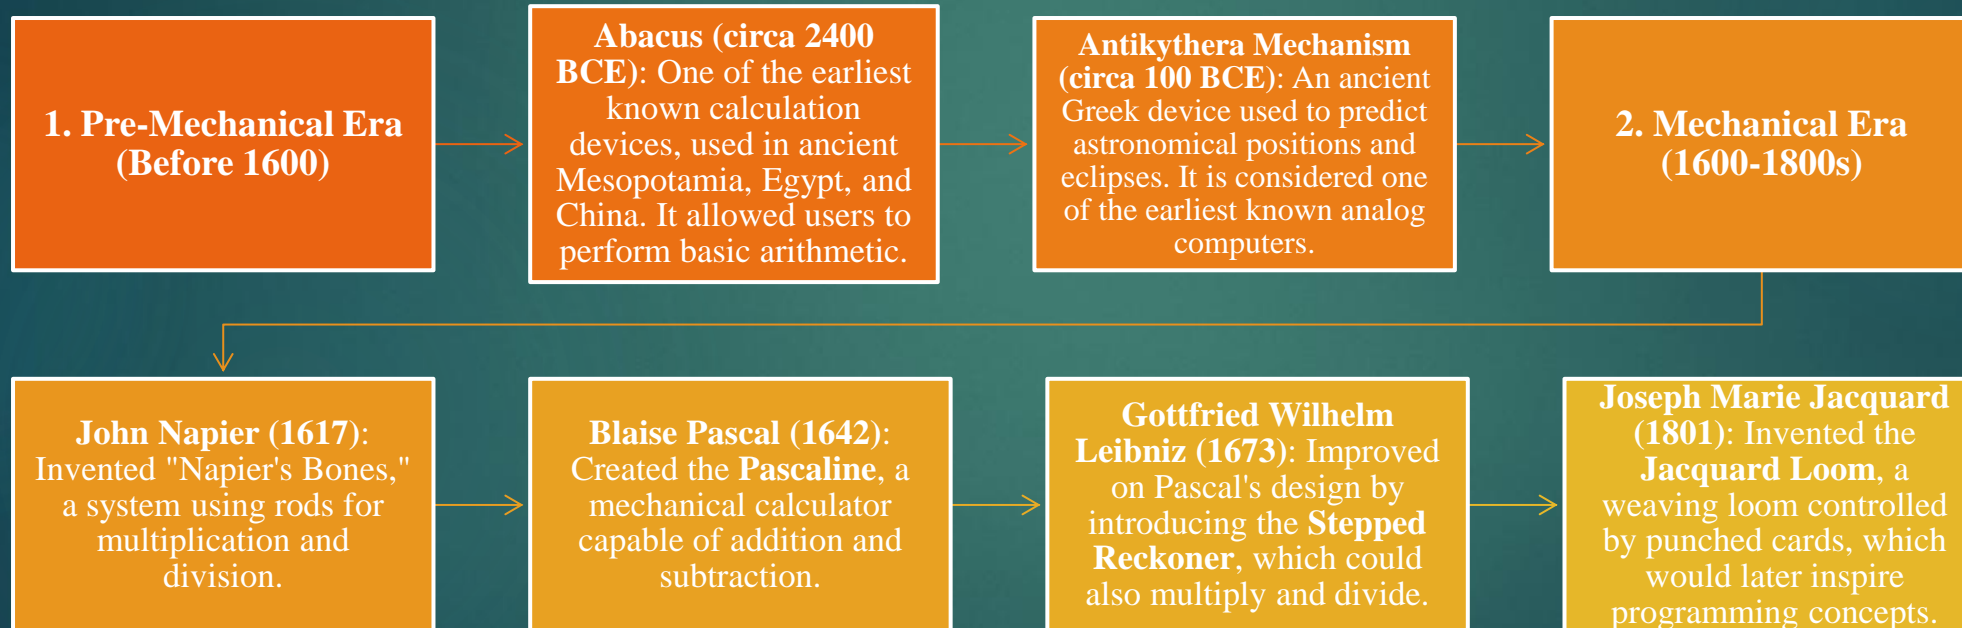 1. Pre-Mechanical Era
(Before 1600)
Abacus (circa 2400
BCE): One of the earliest
known calculation
devices, used in ancient
Mesopotamia, Egypt, and
China. It allowed users to
perform basic arithmetic.
Antikythera Mechanism
(circa 100 BCE): An ancient
Greek device used to predict
astronomical positions and
eclipses. It is considered one
of the earliest known analog
computers.
2. Mechanical Era
(1600-1800s)
John Napier (1617):
Invented "Napier's Bones,"
a system using rods for
multiplication and
division.
Blaise Pascal (1642):
Created the Pascaline, a
mechanical calculator
capable of addition and
subtraction.
Gottfried Wilhelm
Leibniz (1673): Improved
on Pascal's design by
introducing the Stepped
Reckoner, which could
also multiply and divide.
Joseph Marie Jacquard
(1801): Invented the
Jacquard Loom, a
weaving loom controlled
by punched cards, which
would later inspire
programming concepts.